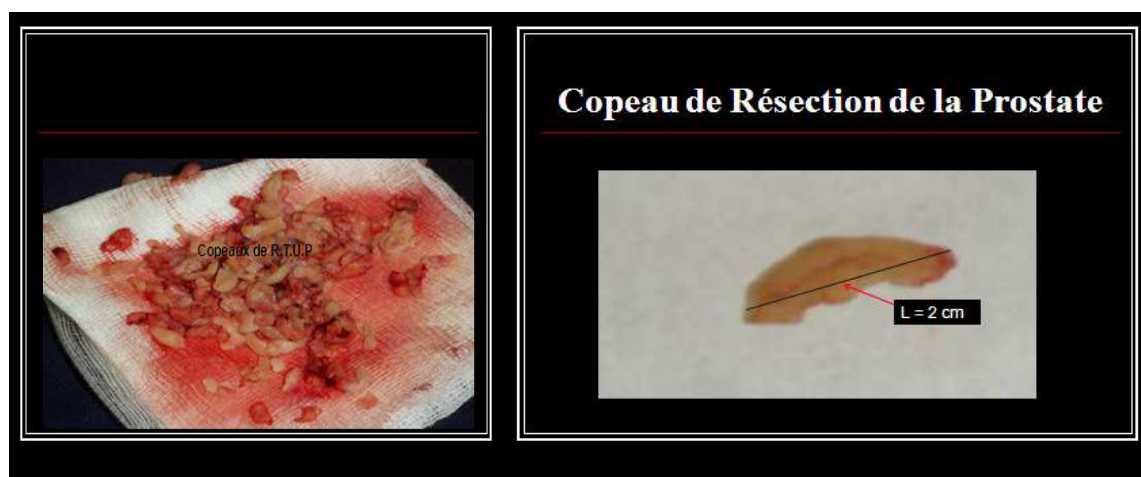 Copeaux de R.T.U.P
Copeau de Résection de la Prostate
L = 2 cm